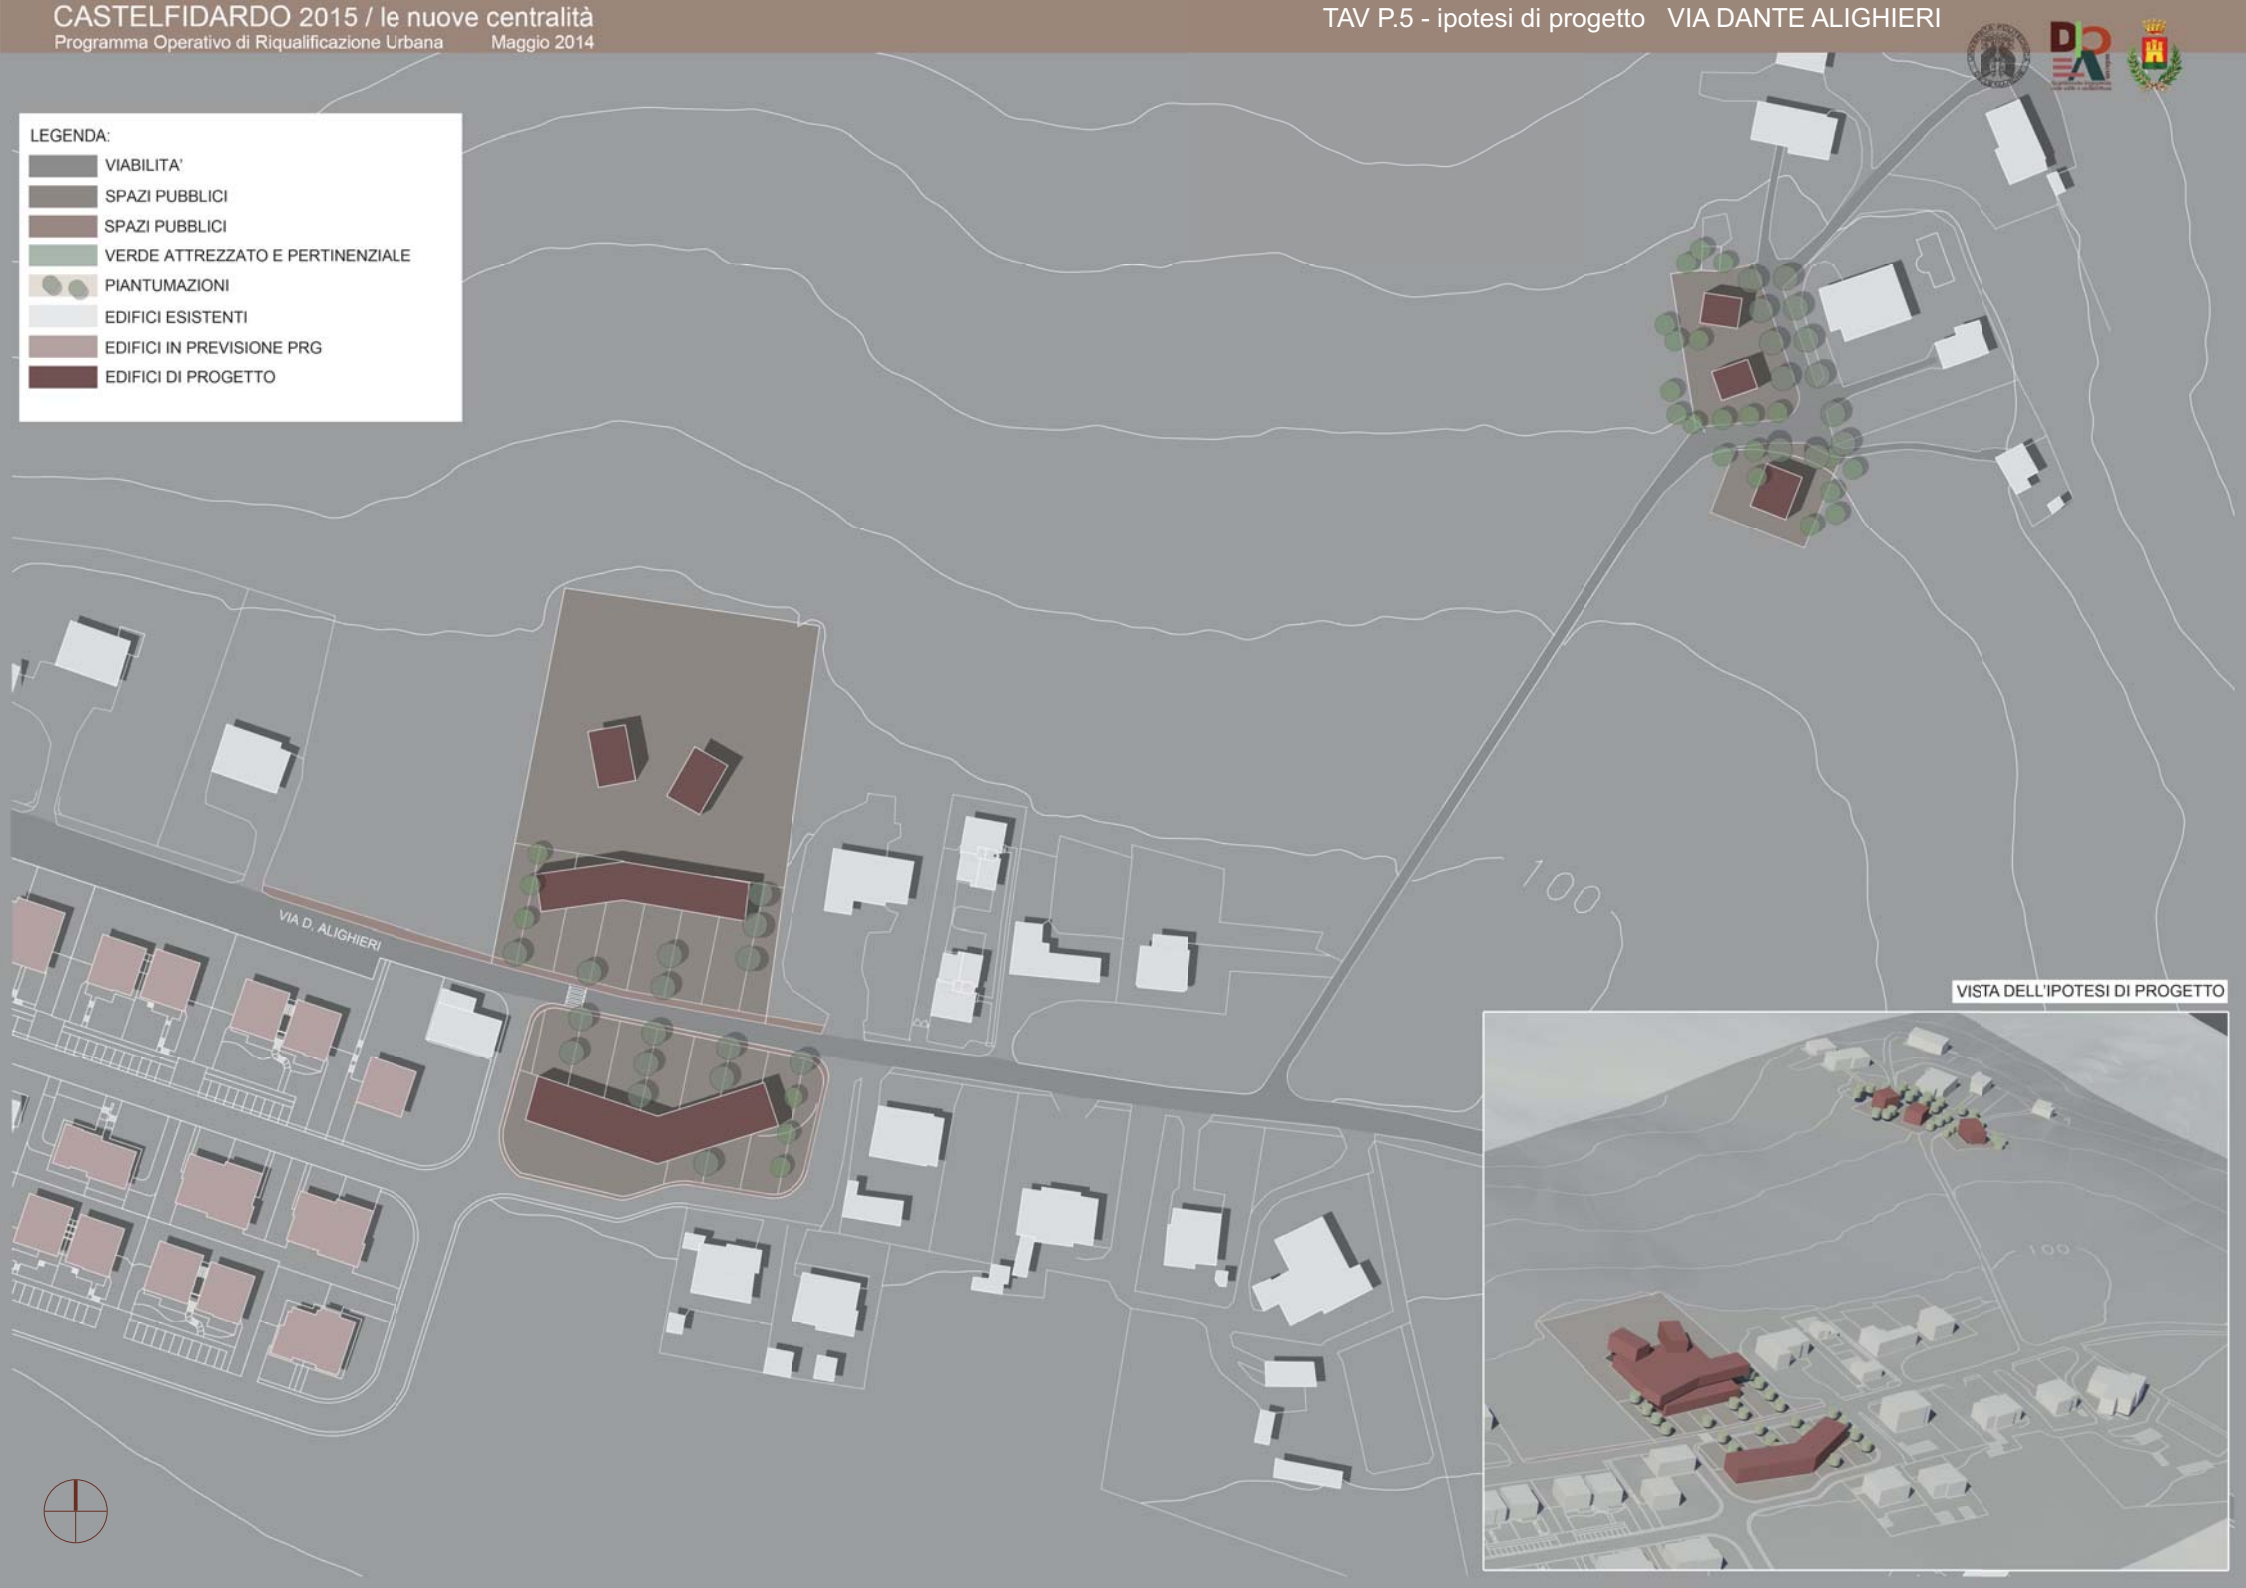 CASTELFIDARDO 2015 / le nuove centralità
Programma Operativo di Riqualificazione Urbana Maggio 2014
TAV P.5 - ipotesi di progetto VIA DANTE ALIGHIERI
LEGENDA:
VIABILITA'
SPAZI PUBBLICI
SPAZI PUBBLICI
VERDE ATTREZZATO E PERTINENZIALE
PIANTUMAZIONI
EDIFICI ESISTENTI
EDIFICI IN PREVISIONE PRG
EDIFICI DI PROGETTO
100
VIA D. ALIGHIERI
VISTA DELL'IPOTESI DI PROGETTO
100